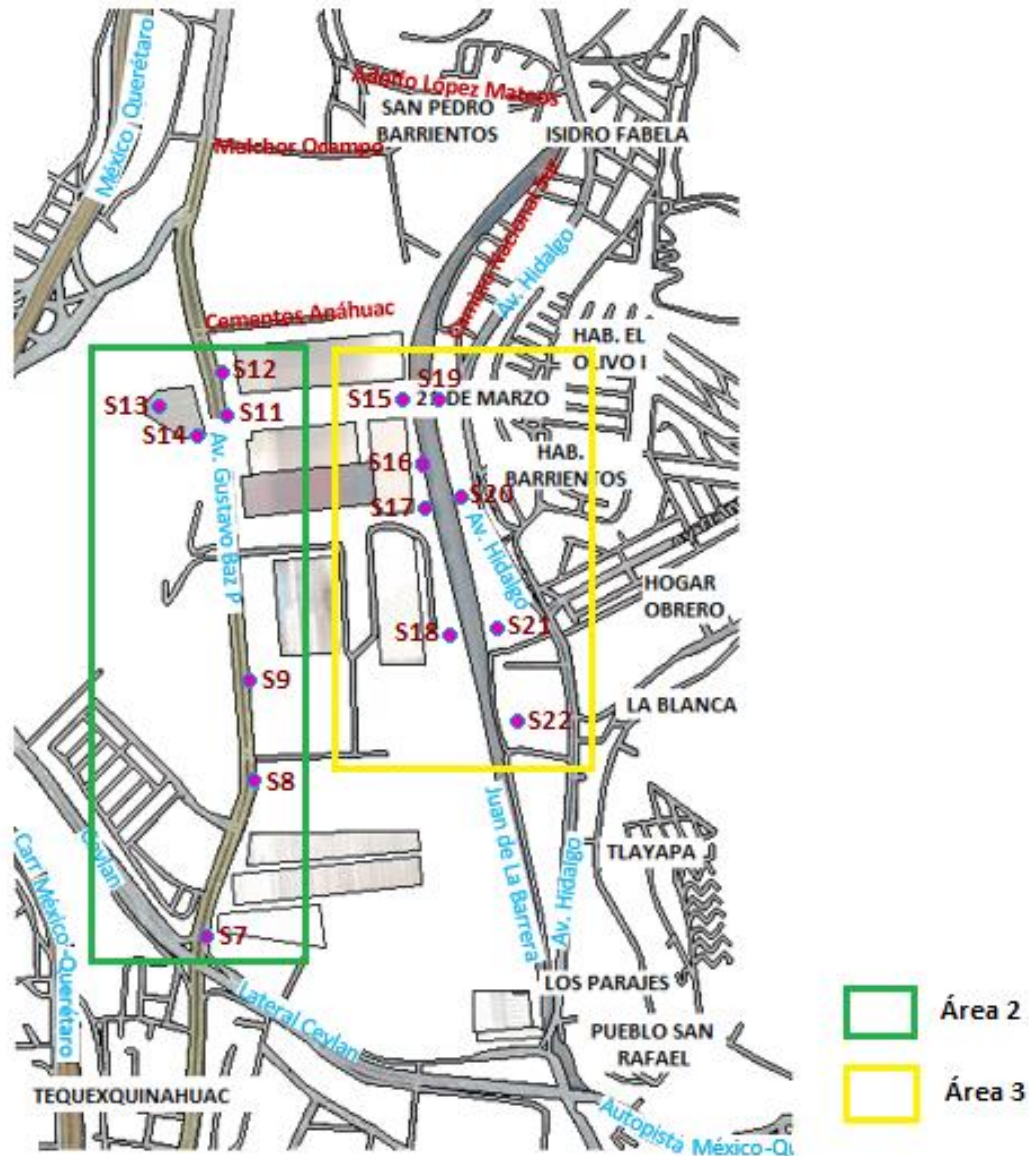 México Querétaro
Adolfo López Mateos
SAN PEDRO
BARRIENTOS
ISIDRO FABELA
Melchor Ocampo
Camino Nacional Sur
Av. Hidalgo
Cementos Anáhuac
HAB. EL
OLIVO I
S12
S19
S13
S15
DE MARZO
S11
S14
HAB.
BARRIENTOS
S16
S20
S17
Av. Gustavo Baz P
Av. Hidalgo
HOGAR
OBRERO
S21
S18
S9
LA BLANCA
S22
S8
Juan de La Barrera
Ceylan
Carr México-Querétaro
TLAYAPA
Av. Hidalgo
S7
LOS PARAJES
Lateral Ceylan
PUEBLO SAN
RAFAEL
TEQUEXQUINAHUAC
Autopista México-Qu
Área 2
Área 3